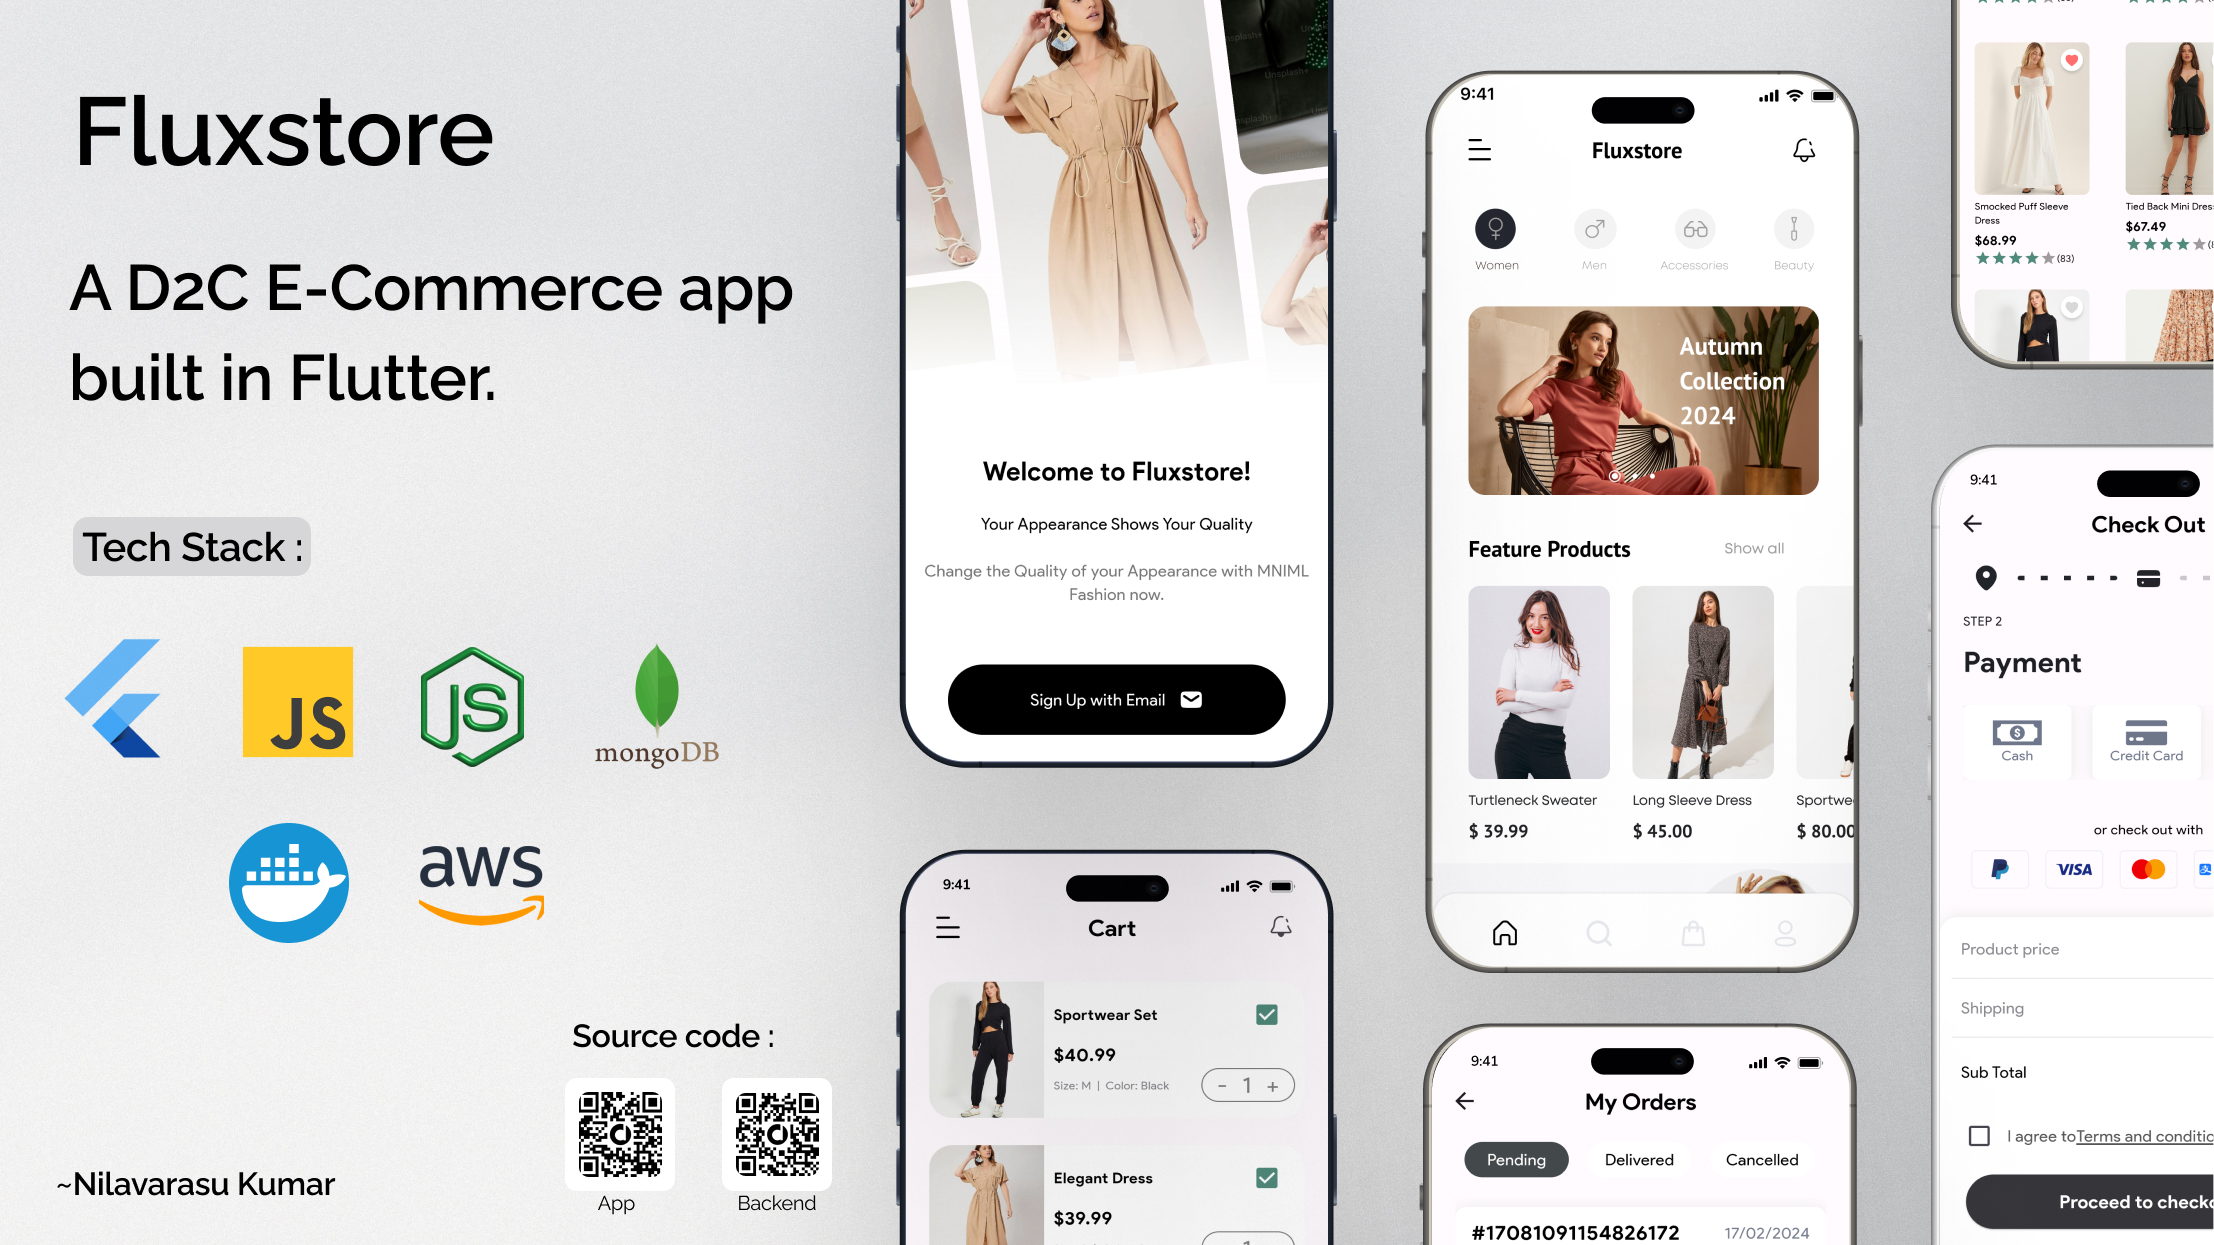 Fluxstore
A D2C E-Commerce app
built in Flutter.
Tech Stack :
JS
JS
mongoDB
aws
Source code :
App
Backend
~Nilavarasu Kumar
Unsplash+
Unsplash+
Welcome to Fluxstore!
Your Appearance Shows Your Quality
Change the Quality of your Appearance with MNIML
Fashion now.
Sign Up with Email
9:41
Cart
Sportwear Set
$40.99
Size: M | Color: Black
- 1 +
Elegant Dress
$39.99
9:41
Fluxstore
Women
Men
Accessories
Beauty
Autumn
Collection
2024
Feature Products
Show all
Turtleneck Sweater
$ 39.99
Long Sleeve Dress
$ 45.00
Sportwe
$ 80.00
9:41
My Orders
Pending
Delivered
Cancelled
#17081091154826172
17/02/2024
Smocked Puff Sleeve
Dress
$68.99
(83)
Tied Back Mini Dres
$67.49
9:41
Check Out
STEP 2
Payment
Cash
Credit Card
or check out with
VISA
Product price
Shipping
Sub Total
I agree toTerms and conditic
Proceed to checko